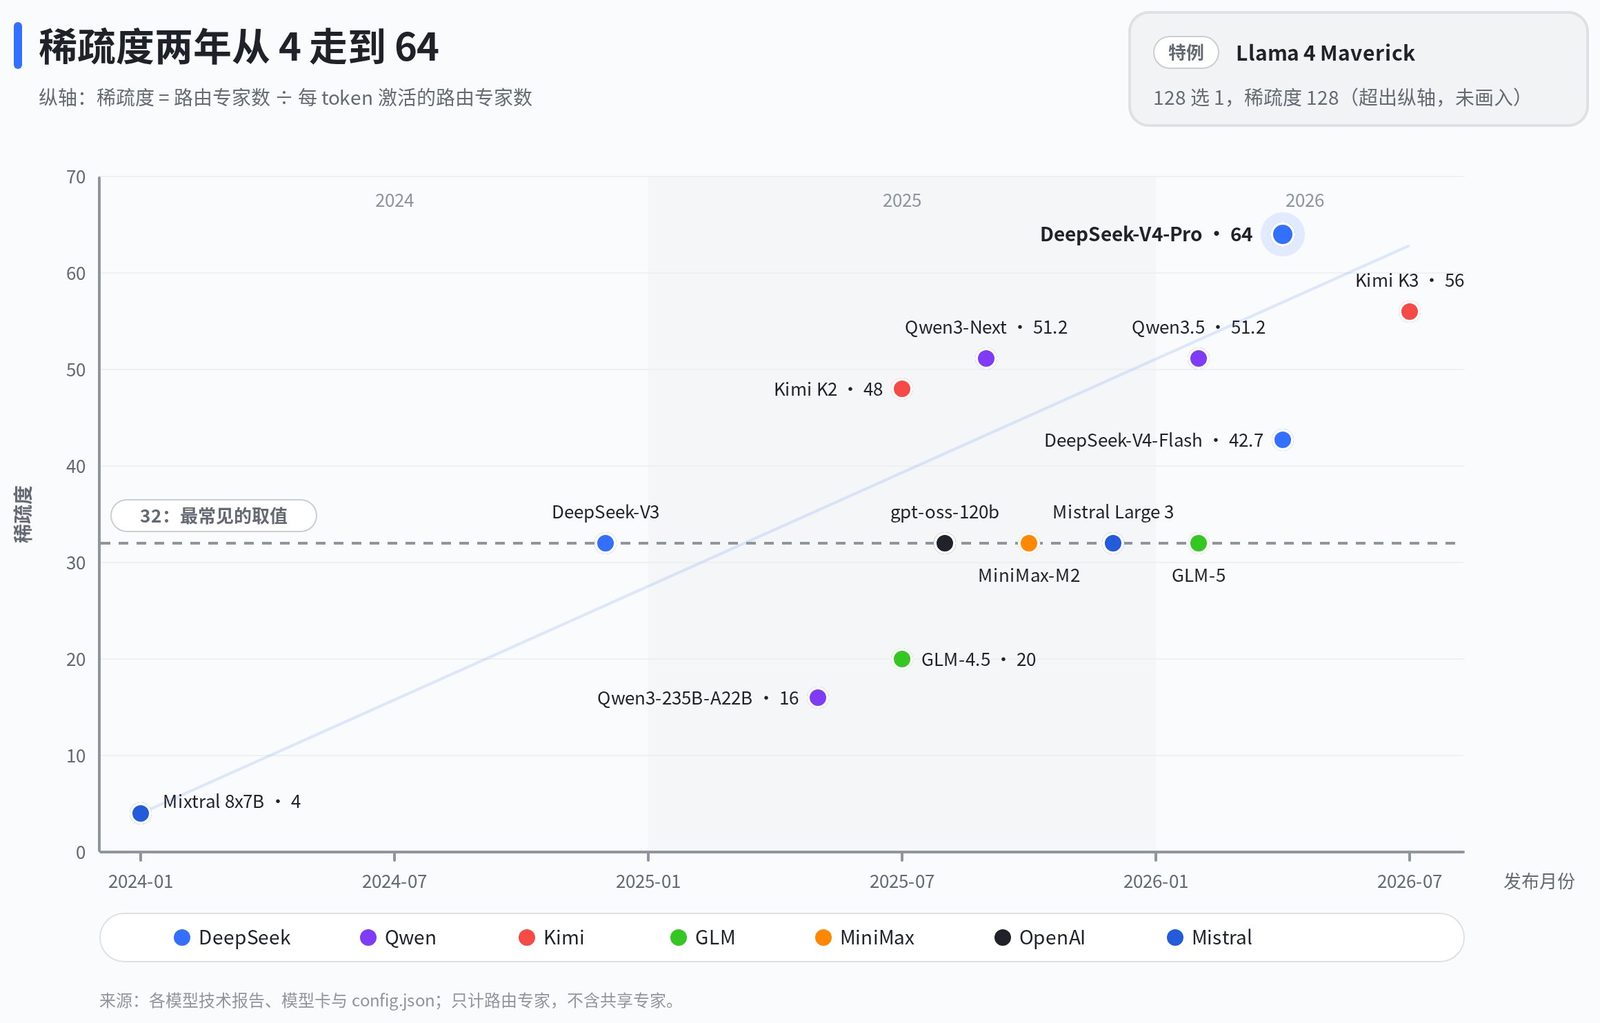 稀疏度两年从 4 走到 64
纵轴：稀疏度 = 路由专家数 ÷ 每 token 激活的路由专家数
特例 Llama 4 Maverick
128 选 1，稀疏度 128（超出纵轴，未画入）
70
60
50
40
30
20
10
0
稀疏度
2024
2025
2026
DeepSeek-V4-Pro • 64
Kimi K3 • 56
Qwen3-Next • 51.2
Qwen3.5 • 51.2
Kimi K2 • 48
DeepSeek-V4-Flash • 42.7
32：最常见的取值
DeepSeek-V3
gpt-oss-120b
Mistral Large 3
MiniMax-M2
GLM-5
GLM-4.5 • 20
Qwen3-235B-A22B • 16
Mixtral 8x7B • 4
2024-01
2024-07
2025-01
2025-07
2026-01
2026-07
发布月份
DeepSeek
Qwen
Kimi
GLM
MiniMax
OpenAI
Mistral
来源：各模型技术报告、模型卡与 config.json；只计路由专家，不含共享专家。